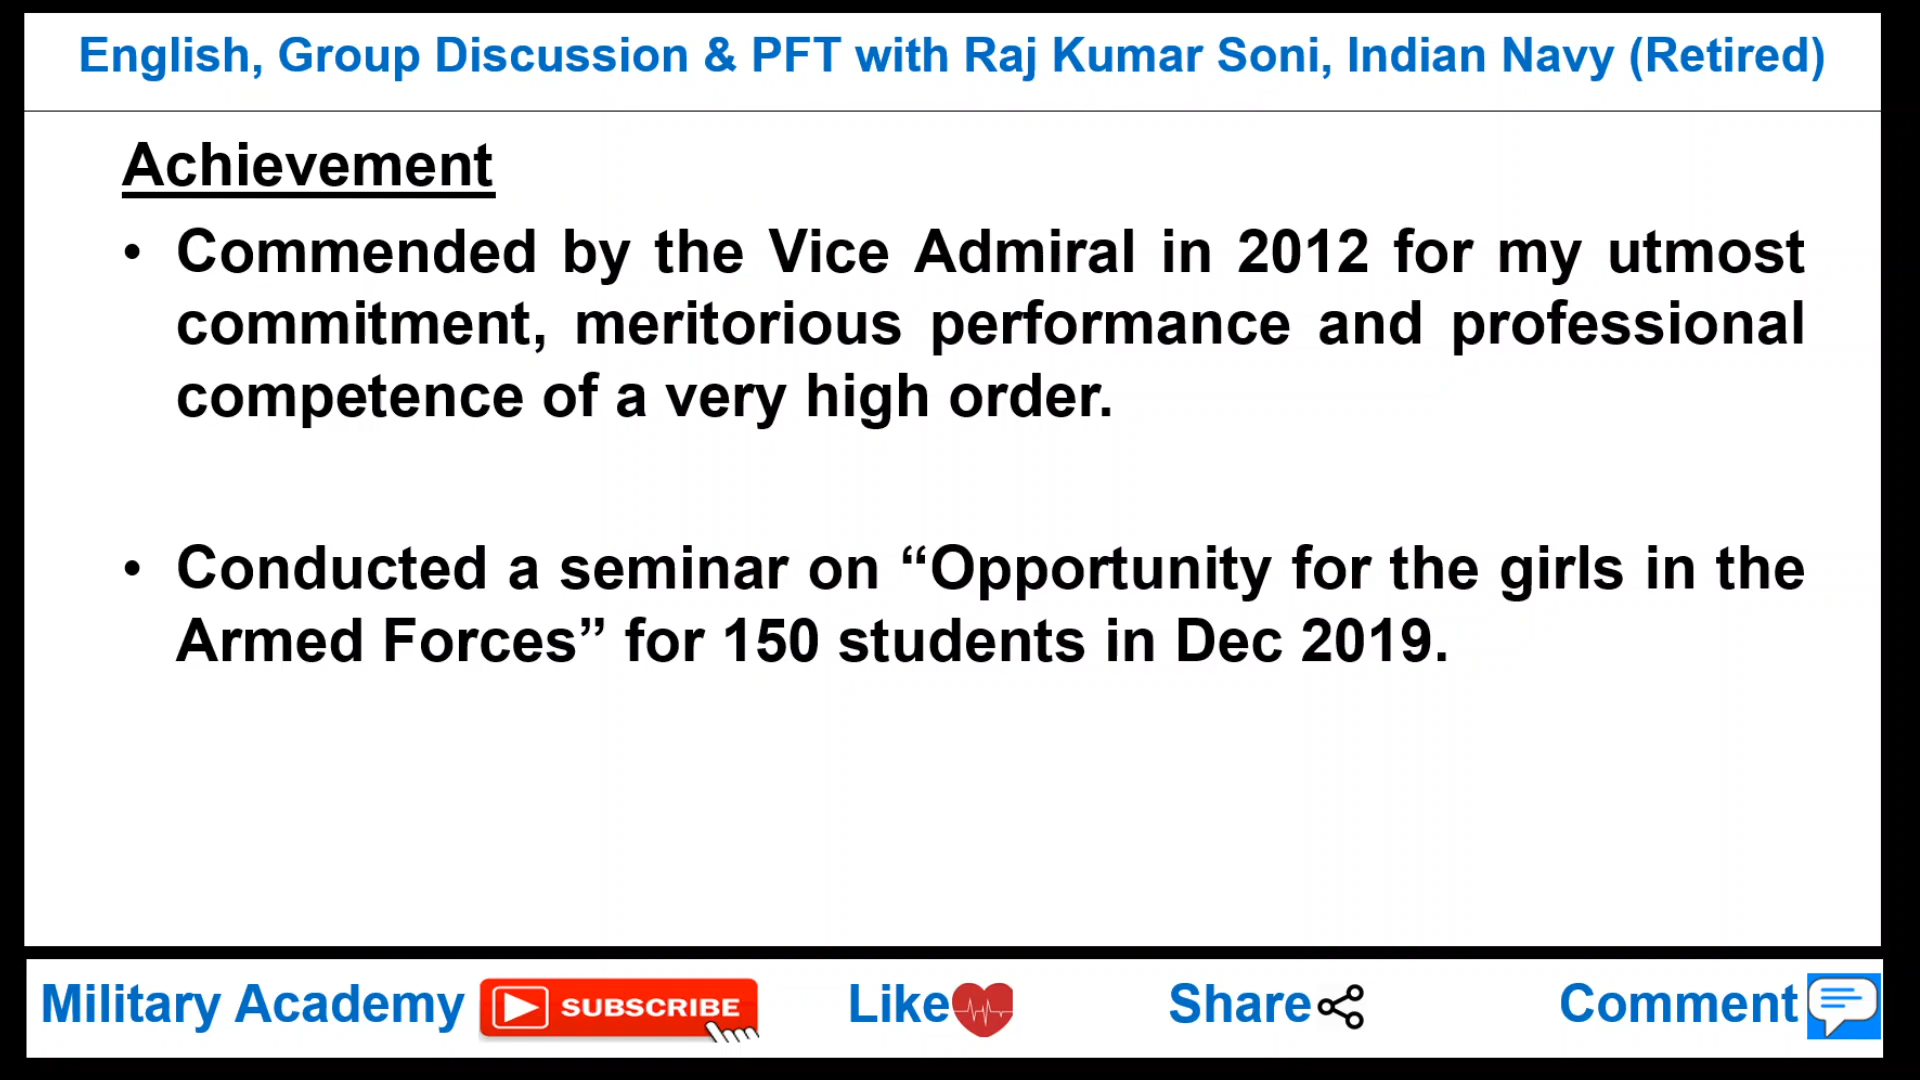 English, Group Discussion & PFT with Raj Kumar Soni, Indian Navy (Retired)
Achievement
• Commended by the Vice Admiral in 2012 for my utmost
commitment, meritorious performance and professional
competence of a very high order.
• Conducted a seminar on “Opportunity for the girls in the
Armed Forces” for 150 students in Dec 2019.
Military Academy SUBSCRIBE Like Share Comment